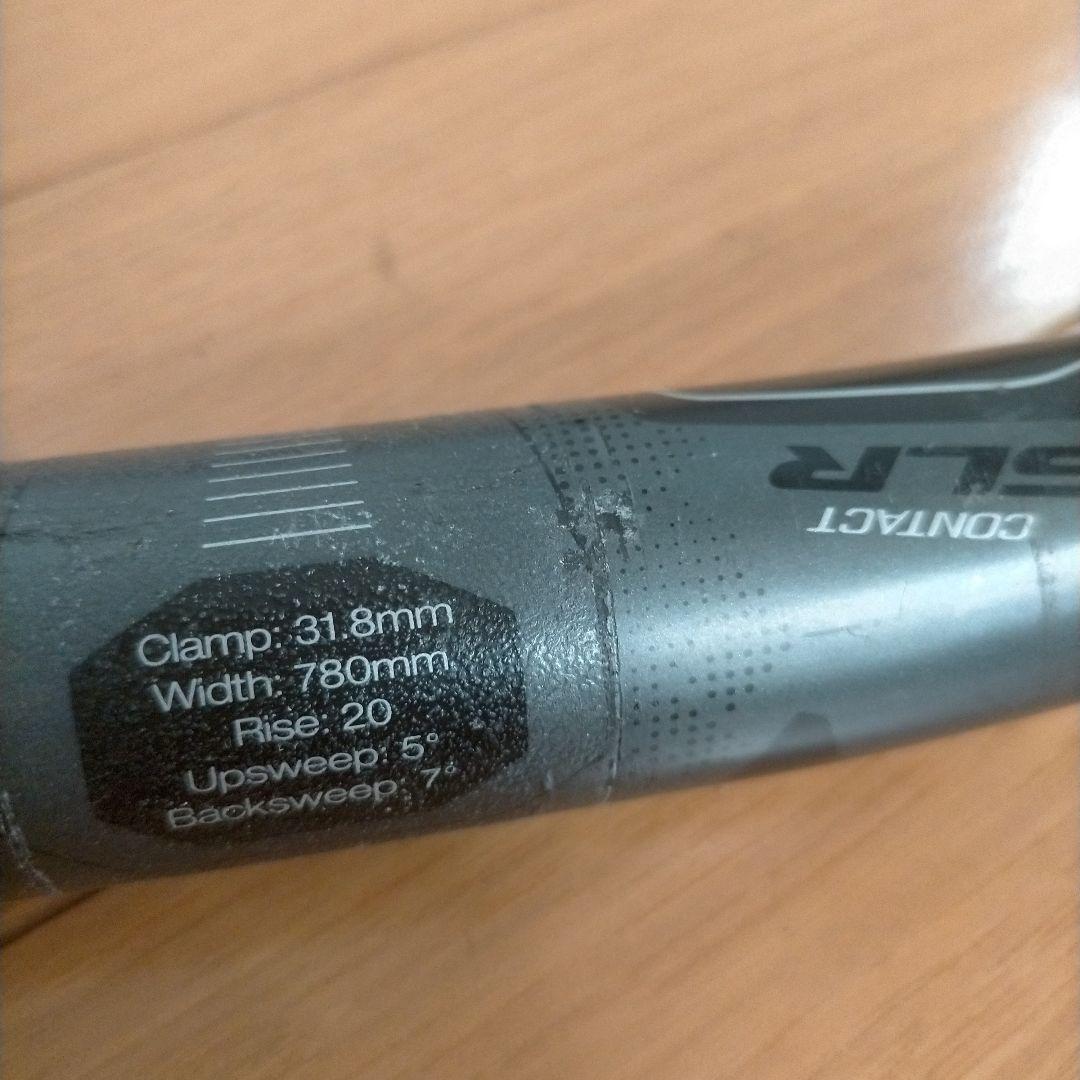 Clamp: 31.8mm
Width: 780mm
Rise: 20
Upsweep: 5°
Backsweep: 7°
CONTACT
SLR